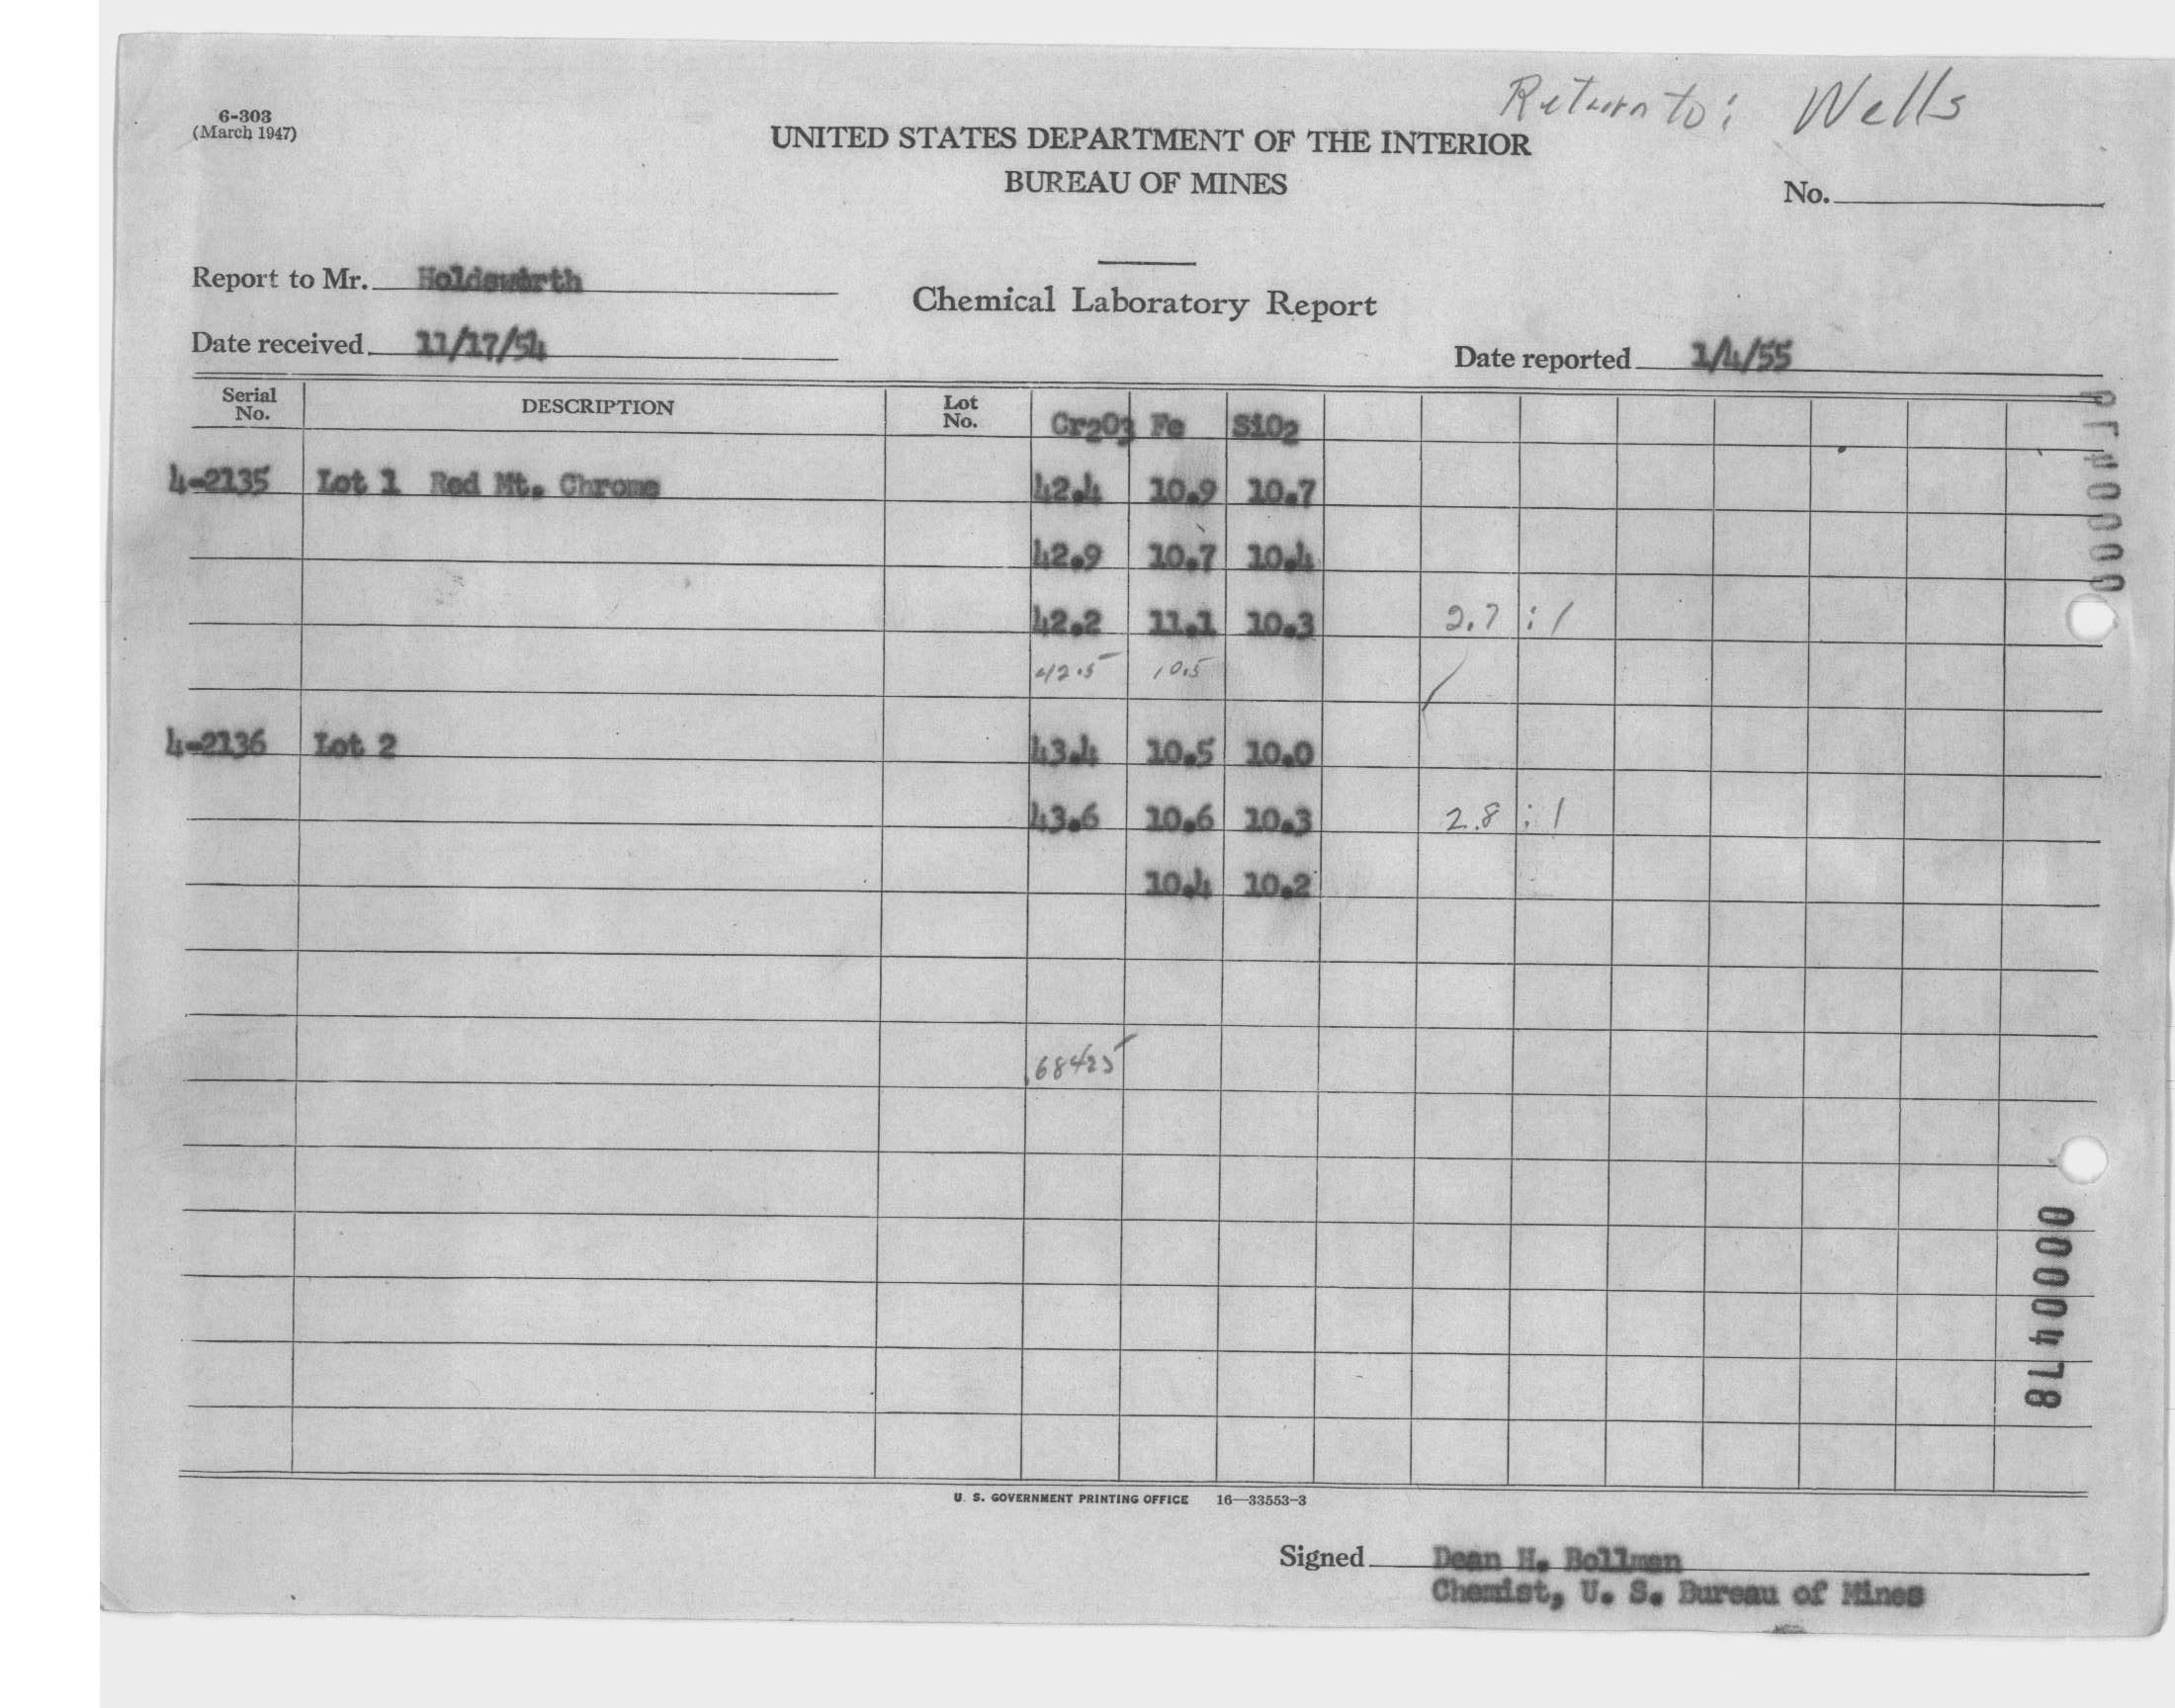 Return to: Wells
6-303
(March 1947)
UNITED STATES DEPARTMENT OF THE INTERIOR
BUREAU OF MINES
No.
Report to Mr. Holdsworth
Chemical Laboratory Report
Date received 11/17/54
Date reported 1/4/55
Serial No. DESCRIPTION Lot No. Cr2O3 Fe SiO2
4-2135 Lot 1 Red Mt. Chrome 42.4 10.9 10.7
42.9 10.7 10.4
42.2 11.1 10.3 2.7 : 1
42.5 10.5
4-2136 Lot 2 43.4 10.5 10.0
43.6 10.6 10.3 2.8 : 1
10.4 10.2
.68425
0000478
U. S. GOVERNMENT PRINTING OFFICE 16—33553-3
Signed Dean H. Bollman
Chemist, U. S. Bureau of Mines